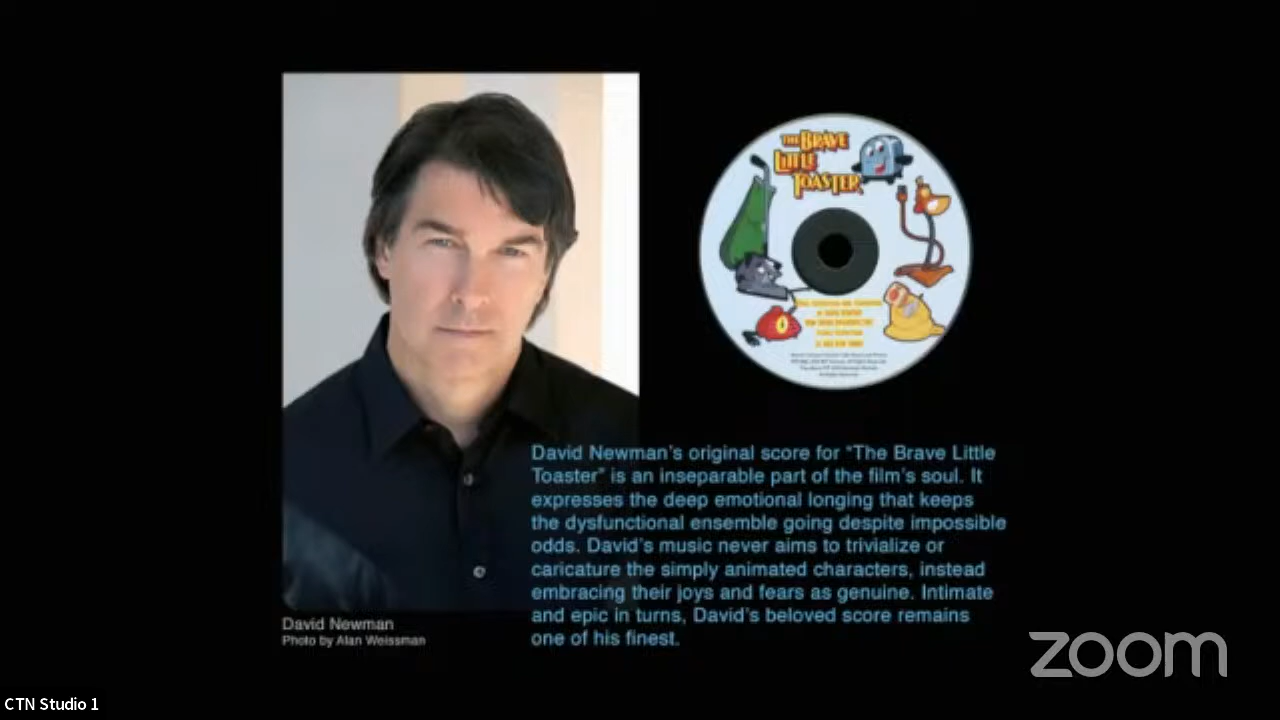 THE BRAVE
LITTLE
TOASTER
David Newman's original score for "The Brave Little
Toaster" is an inseparable part of the film's soul. It
expresses the deep emotional longing that keeps
the dysfunctional ensemble going despite impossible
odds. David's music never aims to trivialize or
caricature the simply animated characters, instead
embracing their joys and fears as genuine. Intimate
and epic in turns, David's beloved score remains
one of his finest.
David Newman
Photo by Alan Weissman
zoom
CTN Studio 1